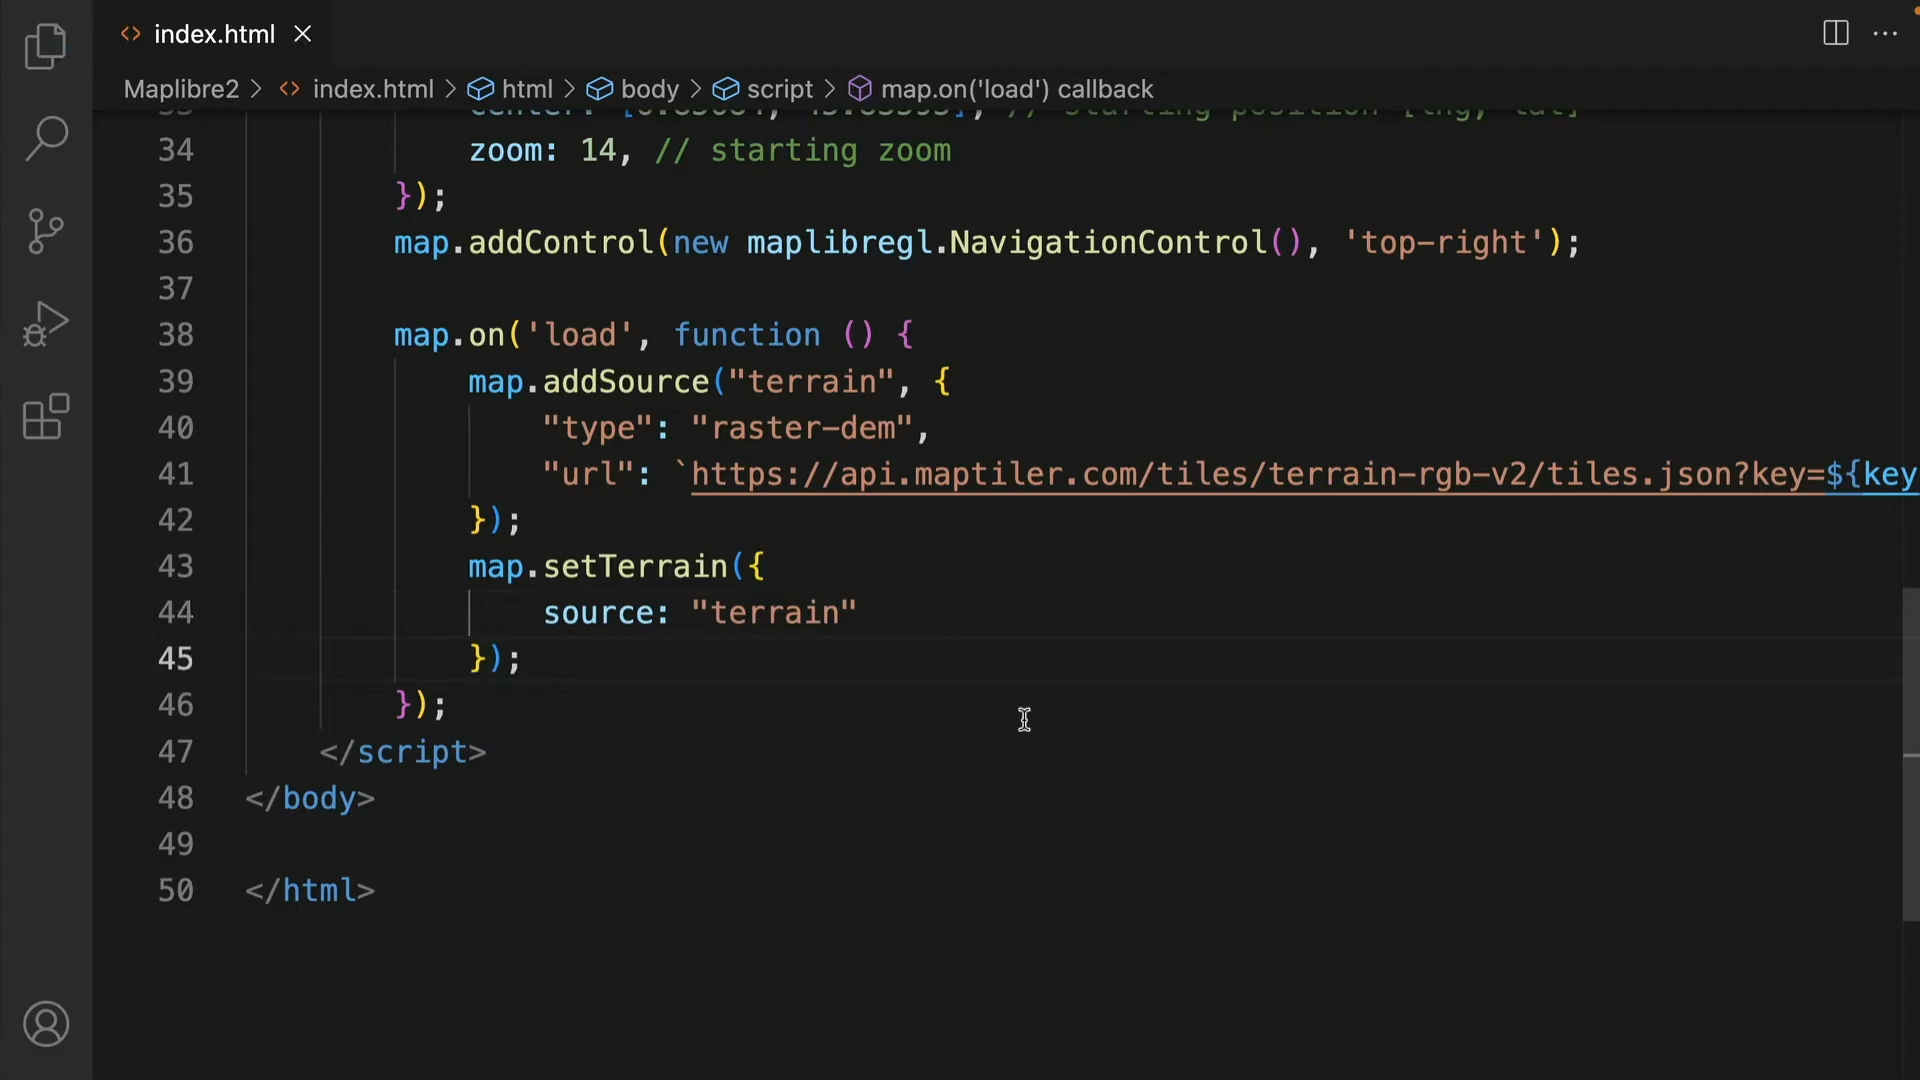 index.html
Maplibre2 > index.html > html > body > script > map.on('load') callback
34 zoom: 14, // starting zoom
35 });
36 map.addControl(new maplibregl.NavigationControl(), 'top-right');
37
38 map.on('load', function () {
39 map.addSource("terrain", {
40 "type": "raster-dem",
41 "url": `https://api.maptiler.com/tiles/terrain-rgb-v2/tiles.json?key=${key
42 });
43 map.setTerrain({
44 source: "terrain"
45 });
46 });
47 </script>
48 </body>
49
50 </html>